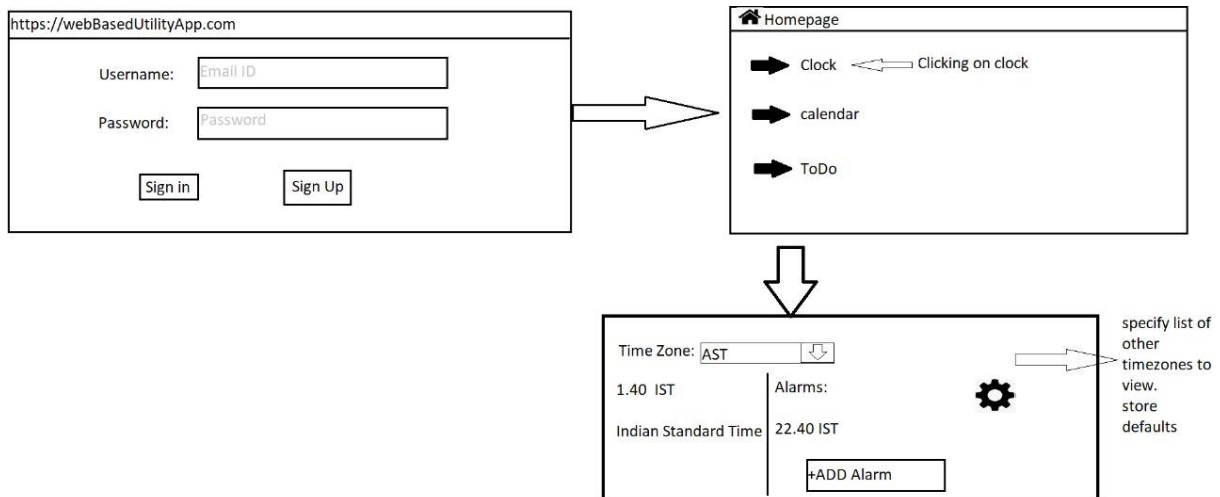 https://webBasedUtilityApp.com
Username: Email ID
Password: Password
Sign in Sign Up
Homepage
Clock Clicking on clock
calendar
ToDo
Time Zone: AST
1.40 IST
Indian Standard Time
Alarms:
22.40 IST
+ADD Alarm
specify list of
other
timezones to
view.
store
defaults